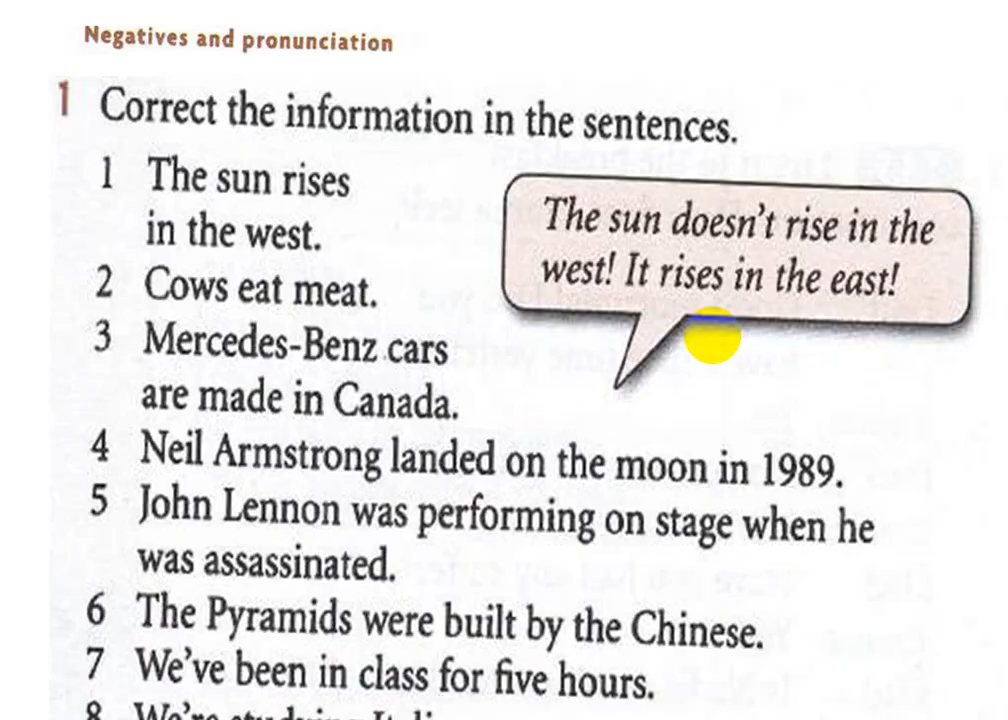 Negatives and pronunciation
1 Correct the information in the sentences.
1 The sun rises
in the west.
The sun doesn't rise in the
west! It rises in the east!
2 Cows eat meat.
3 Mercedes-Benz cars
are made in Canada.
4 Neil Armstrong landed on the moon in 1989.
5 John Lennon was performing on stage when he
was assassinated.
6 The Pyramids were built by the Chinese.
7 We've been in class for five hours.
8 We're studying